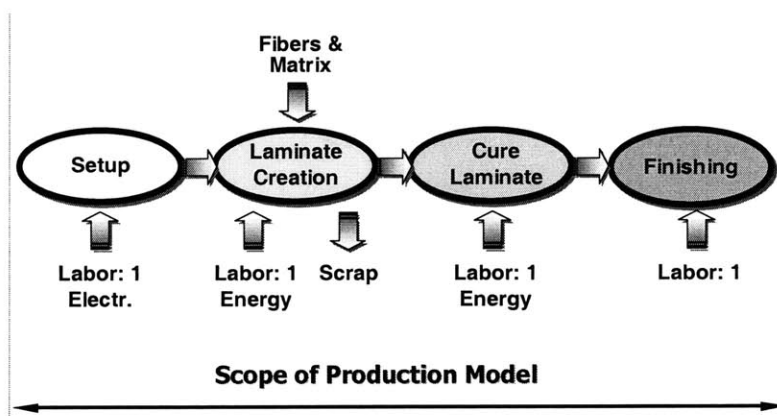 Fibers &
Matrix
Setup
Laminate
Creation
Cure
Laminate
Finishing
Labor: 1
Electr.
Labor: 1
Energy
Scrap
Labor: 1
Energy
Labor: 1
Scope of Production Model